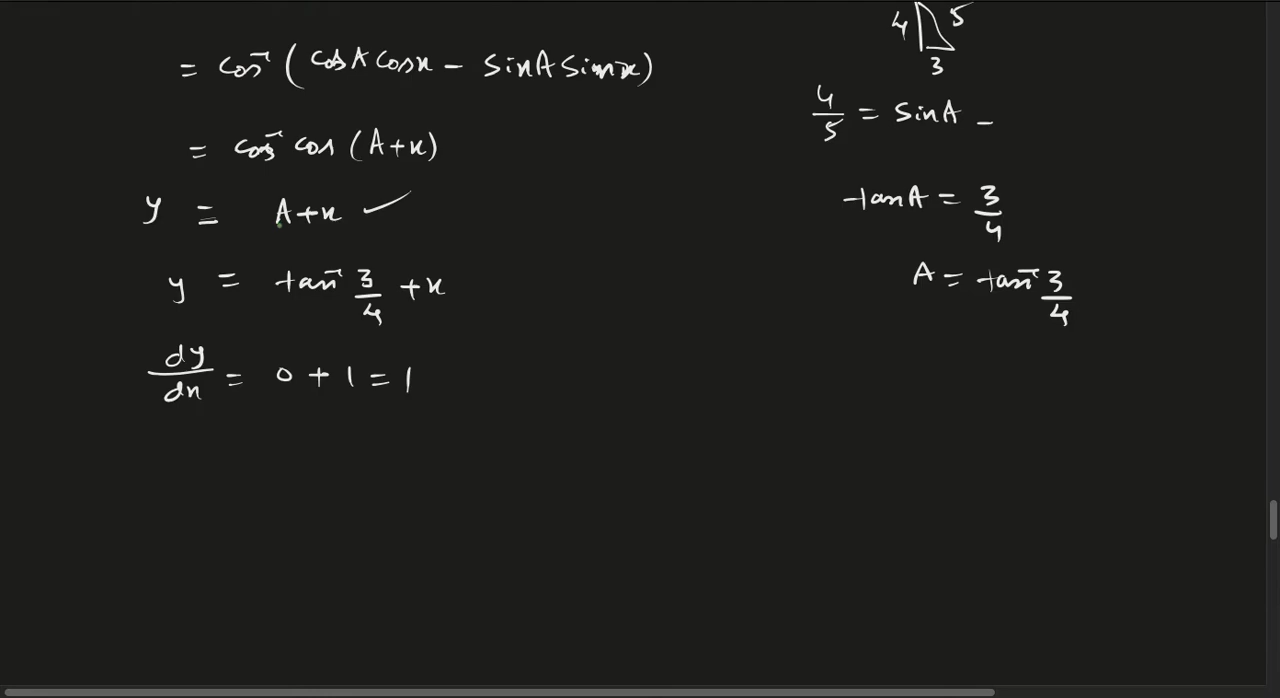 4 5
3
= cos⁻¹ ( cosA cosx − sinA sinx )
4/5 = sinA −
= cos⁻¹ cos (A+x)
y = A+x ✓
tanA = 3/4
y = tan⁻¹ 3/4 + x
A = tan⁻¹ 3/4
dy/dx = 0 + 1 = 1